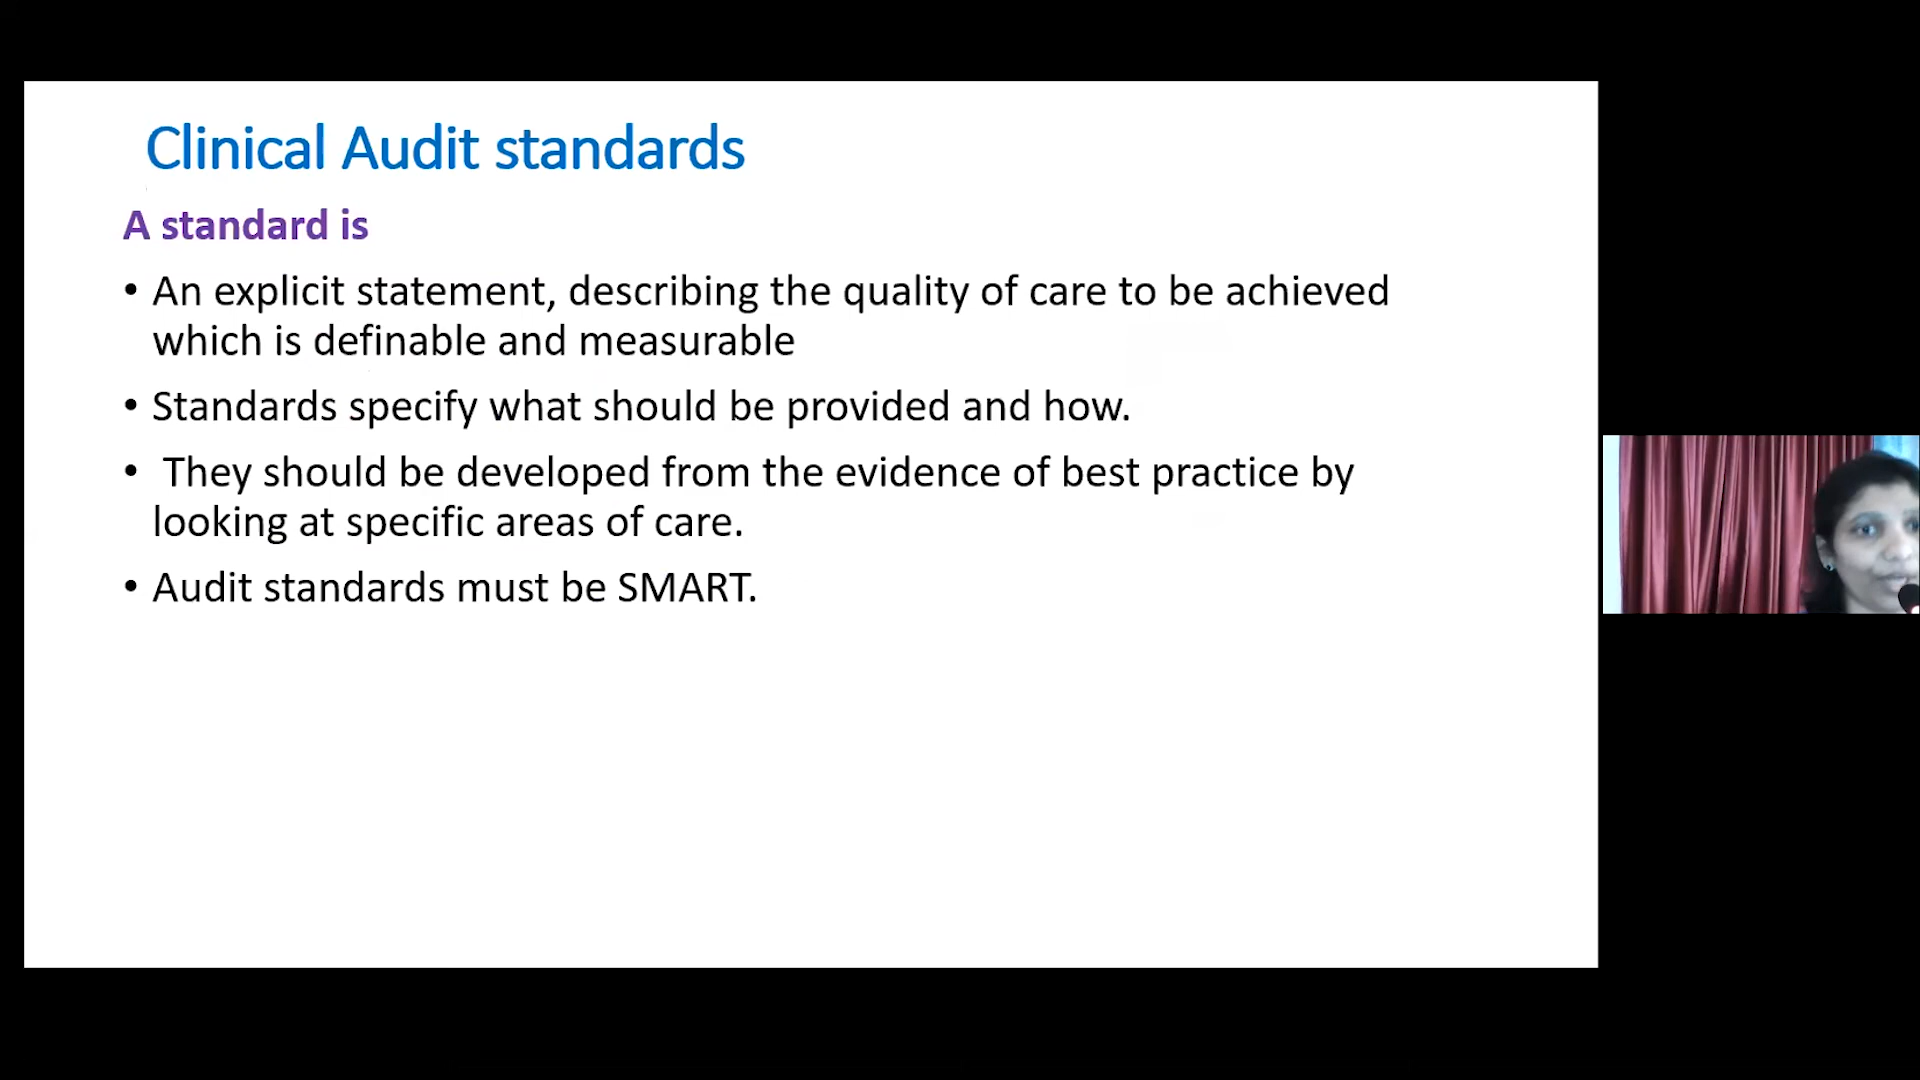 Clinical Audit standards
A standard is
• An explicit statement, describing the quality of care to be achieved
which is definable and measurable
• Standards specify what should be provided and how.
• They should be developed from the evidence of best practice by
looking at specific areas of care.
• Audit standards must be SMART.